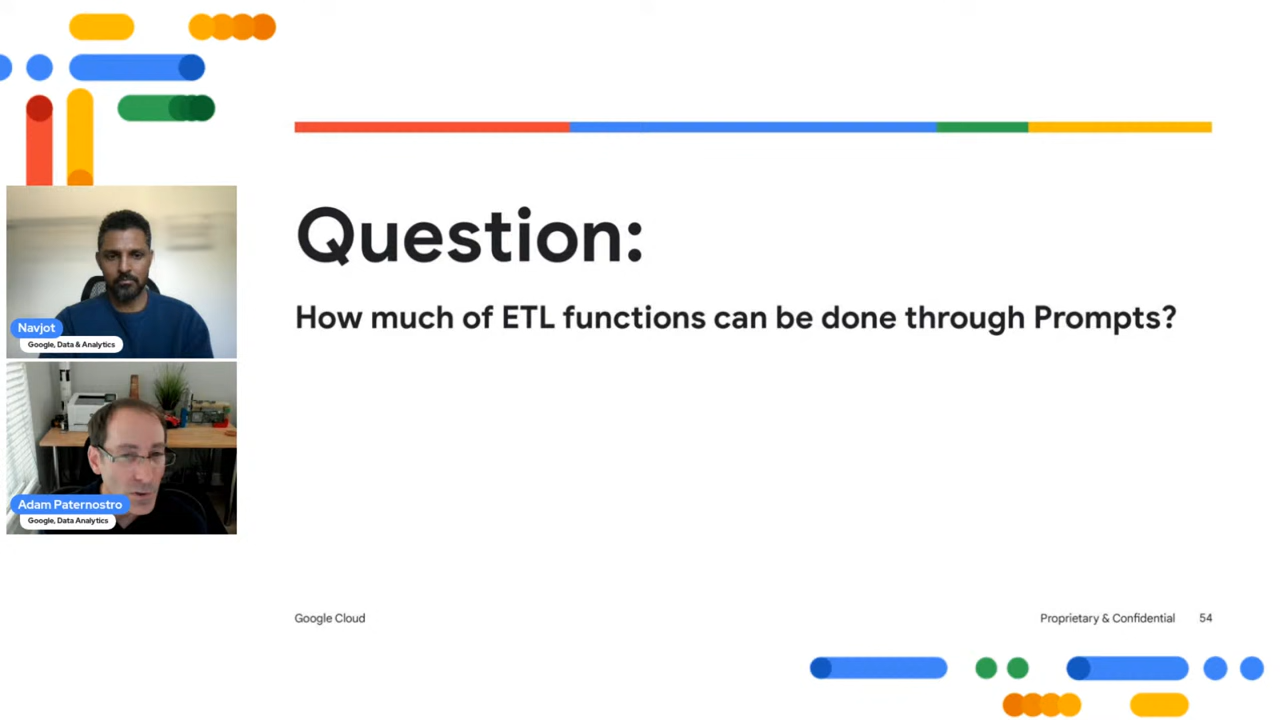 Question:
How much of ETL functions can be done through Prompts?
Navjot
Google, Data & Analytics
Adam Paternostro
Google, Data Analytics
Google Cloud
Proprietary & Confidential 54